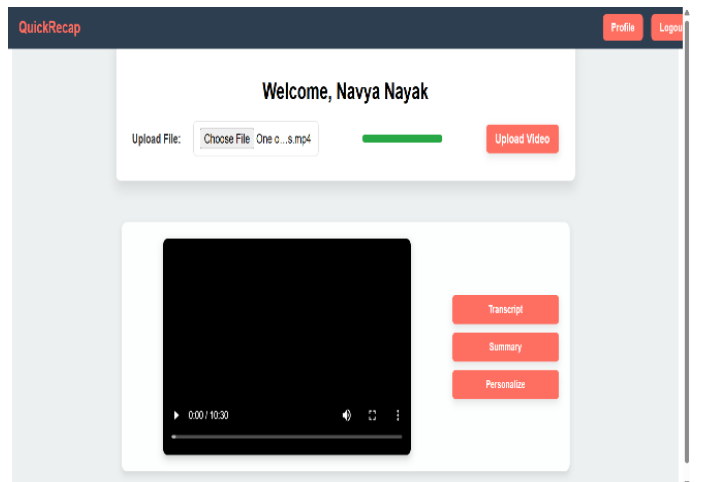 QuickRecap
Profile Logou
Welcome, Navya Nayak
Upload File: Choose File One c...s.mp4 Upload Video
Transcript
Summary
Personalize
0:00 / 10:30